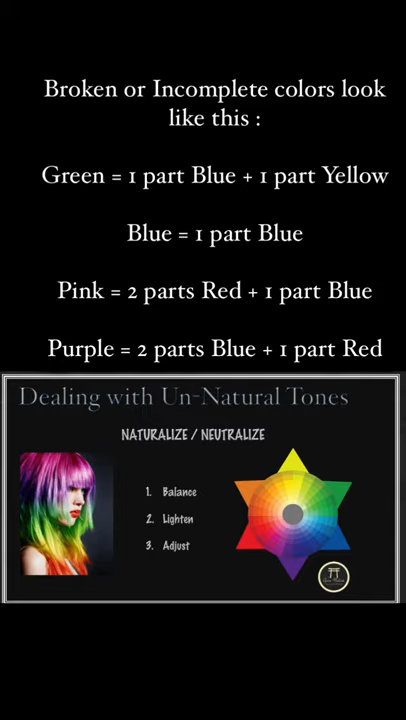 Broken or Incomplete colors look
like this :
Green = 1 part Blue + 1 part Yellow
Blue = 1 part Blue
Pink = 2 parts Red + 1 part Blue
Purple = 2 parts Blue + 1 part Red
Dealing with Un-Natural Tones
NATURALIZE / NEUTRALIZE
1. Balance
2. Lighten
3. Adjust